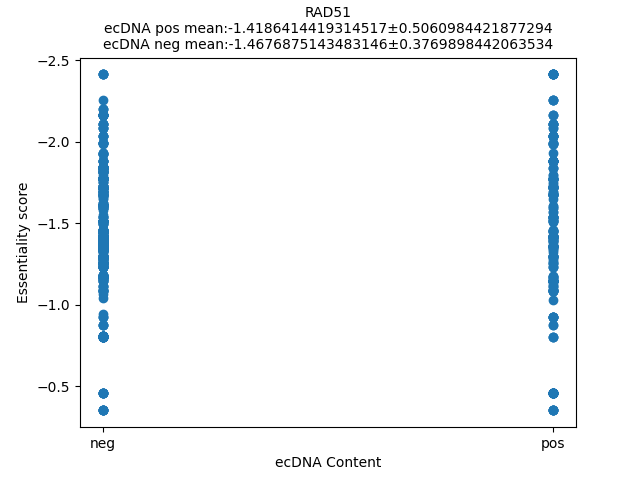 RAD51
ecDNA pos mean:-1.4186414419314517±0.5060984421877294
ecDNA neg mean:-1.4676875143483146±0.3769898442063534
−2.5
−2.0
−1.5
−1.0
−0.5
Essentiality score
neg
pos
ecDNA Content